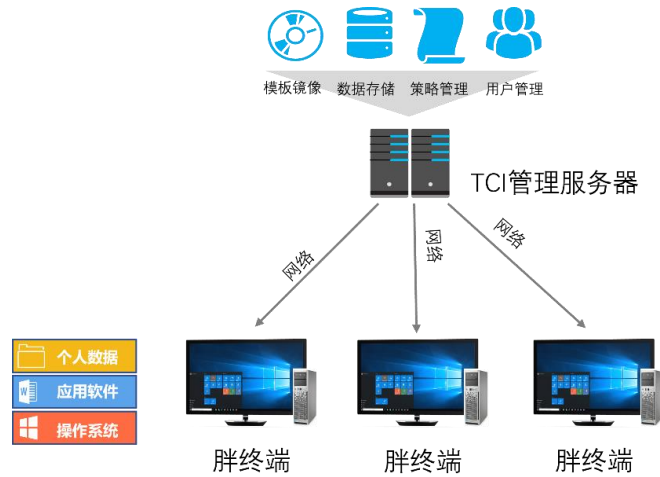 模板镜像 数据存储 策略管理 用户管理
TCI管理服务器
网络 网络 网络
个人数据
W 应用软件
操作系统
胖终端 胖终端 胖终端